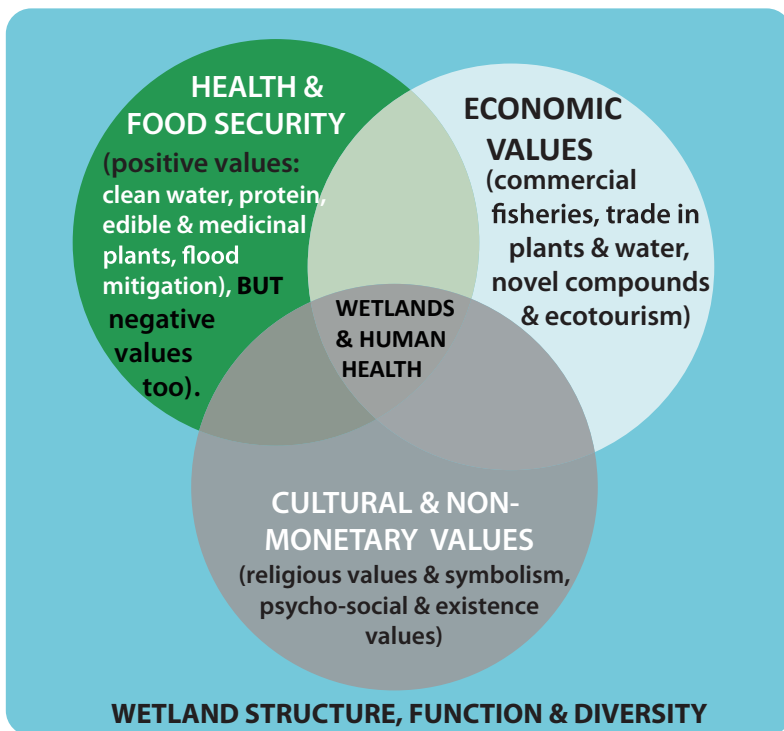 HEALTH &
FOOD SECURITY
(positive values:
clean water, protein,
edible & medicinal
plants, flood
mitigation), BUT
negative
values
too).
ECONOMIC
VALUES
(commercial
fisheries, trade in
plants & water,
novel compounds
& ecotourism)
WETLANDS
& HUMAN
HEALTH
CULTURAL & NON-
MONETARY VALUES
(religious values & symbolism,
psycho-social & existence
values)
WETLAND STRUCTURE, FUNCTION & DIVERSITY